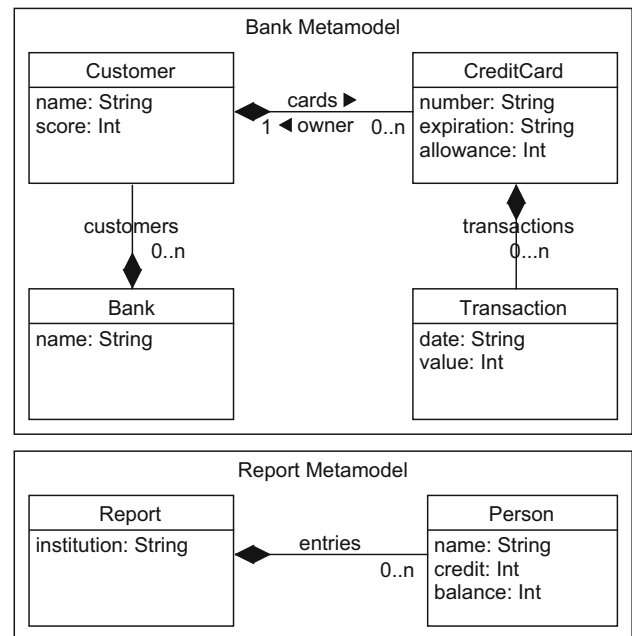 Bank Metamodel
Customer
name: String
score: Int
cards ▶
1 ◀ owner 0..n
CreditCard
number: String
expiration: String
allowance: Int
customers
0..n
transactions
0...n
Bank
name: String
Transaction
date: String
value: Int
Report Metamodel
Report
institution: String
entries
0..n
Person
name: String
credit: Int
balance: Int